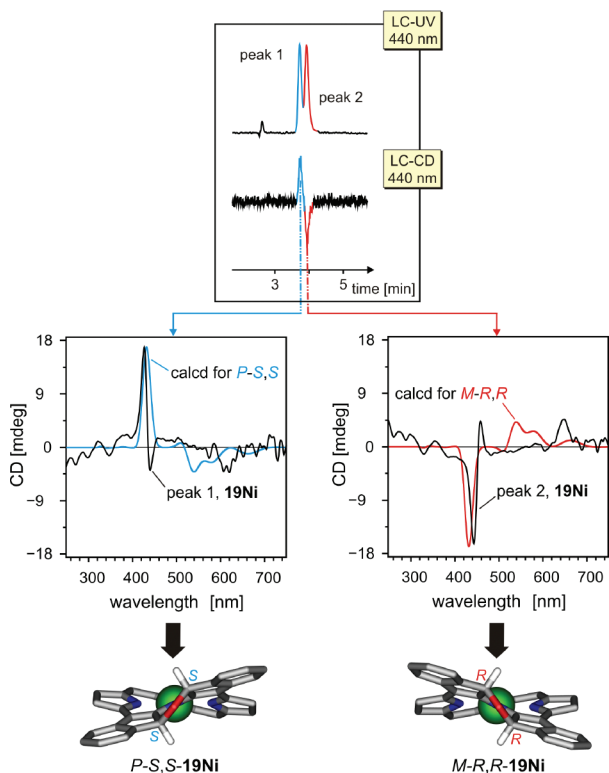 LC-UV
440 nm
peak 1
peak 2
LC-CD
440 nm
3 5
time [min]
18
9
0
−9
−18
CD [mdeg]
calcd for P-S,S
peak 1, 19Ni
300 400 500 600 700
wavelength [nm]
18
9
0
−9
−18
CD [mdeg]
calcd for M-R,R
peak 2, 19Ni
300 400 500 600 700
wavelength [nm]
S
S
P-S,S-19Ni
R
R
M-R,R-19Ni